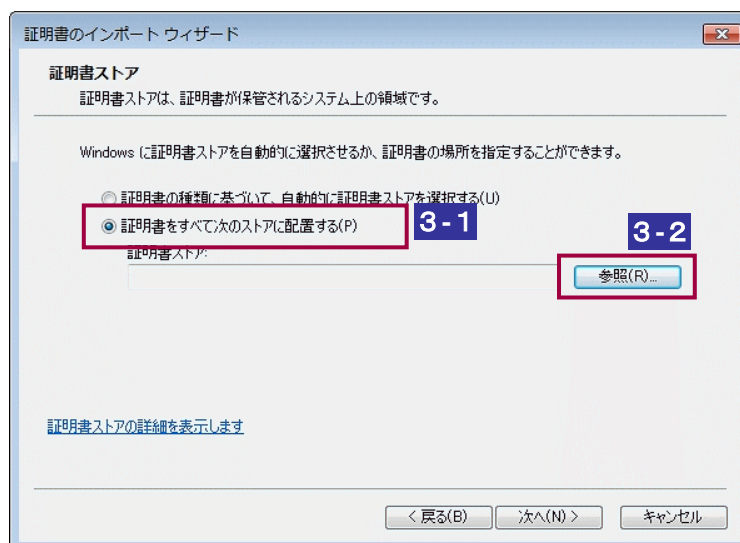 証明書のインポート ウィザード
証明書ストア
証明書ストアは、証明書が保管されるシステム上の領域です。
Windows に証明書ストアを自動的に選択させるか、証明書の場所を指定することができます。
証明書の種類に基づいて、自動的に証明書ストアを選択する(U)
証明書をすべて次のストアに配置する(P)
3-1
3-2
証明書ストア:
参照(R)...
証明書ストアの詳細を表示します
< 戻る(B)
次へ(N) >
キャンセル